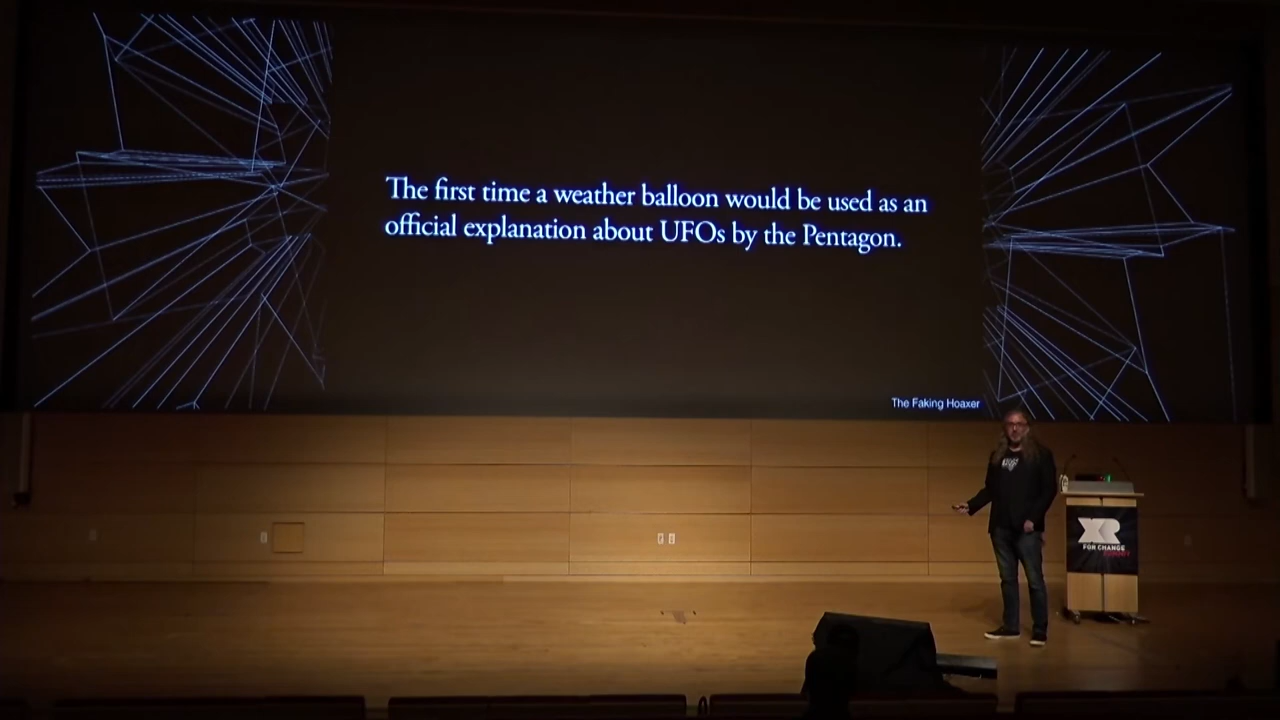 The first time a weather balloon would be used as an
official explanation about UFOs by the Pentagon.
The Faking Hoaxer
XR
FOR CHANGE